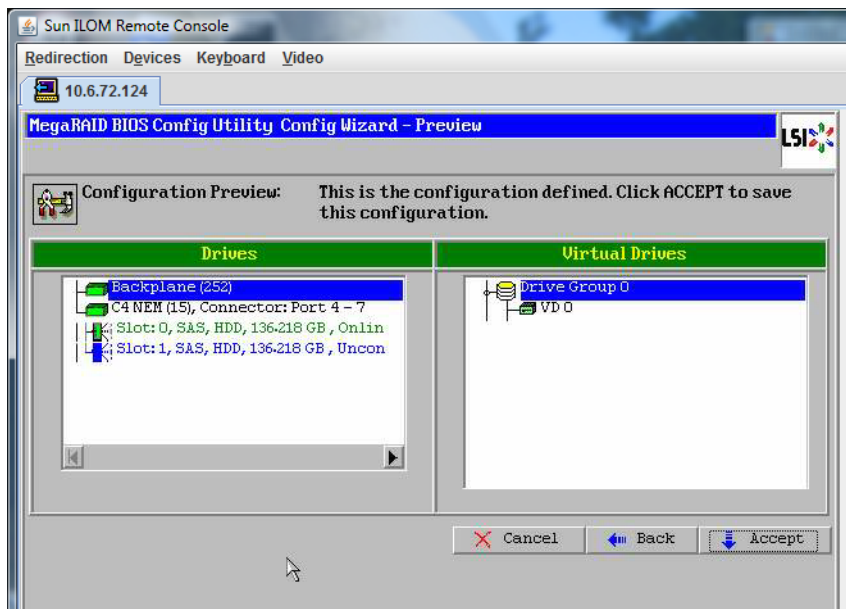 Sun ILOM Remote Console
Redirection Devices Keyboard Video
10.6.72.124
MegaRAID BIOS Config Utility Config Wizard - Preview
LSI
Configuration Preview: This is the configuration defined. Click ACCEPT to save
this configuration.
Drives
Backplane (252)
C4 NEM (15), Connector: Port 4 - 7
Slot: 0, SAS, HDD, 136.218 GB , Onlin
Slot: 1, SAS, HDD, 136.218 GB , Uncon
Virtual Drives
Drive Group 0
VD 0
Cancel Back Accept